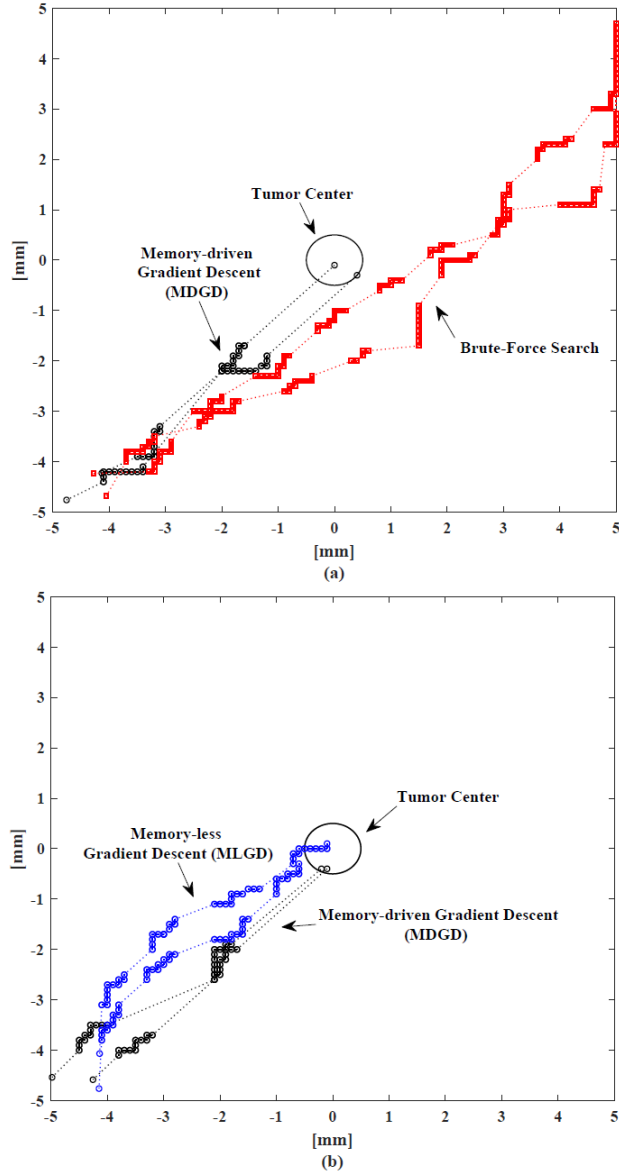 5
4
3
Tumor Center
2
1
Memory-driven
Gradient Descent
(MDGD)
[mm]
0
-1
Brute-Force Search
-2
-3
-4
-5
-5 -4 -3 -2 -1 0 1 2 3 4 5
[mm]
(a)
5
4
3
2
1
Tumor Center
Memory-less
Gradient Descent (MLGD)
[mm]
0
-1
Memory-driven Gradient Descent
(MDGD)
-2
-3
-4
-5
-5 -4 -3 -2 -1 0 1 2 3 4 5
[mm]
(b)